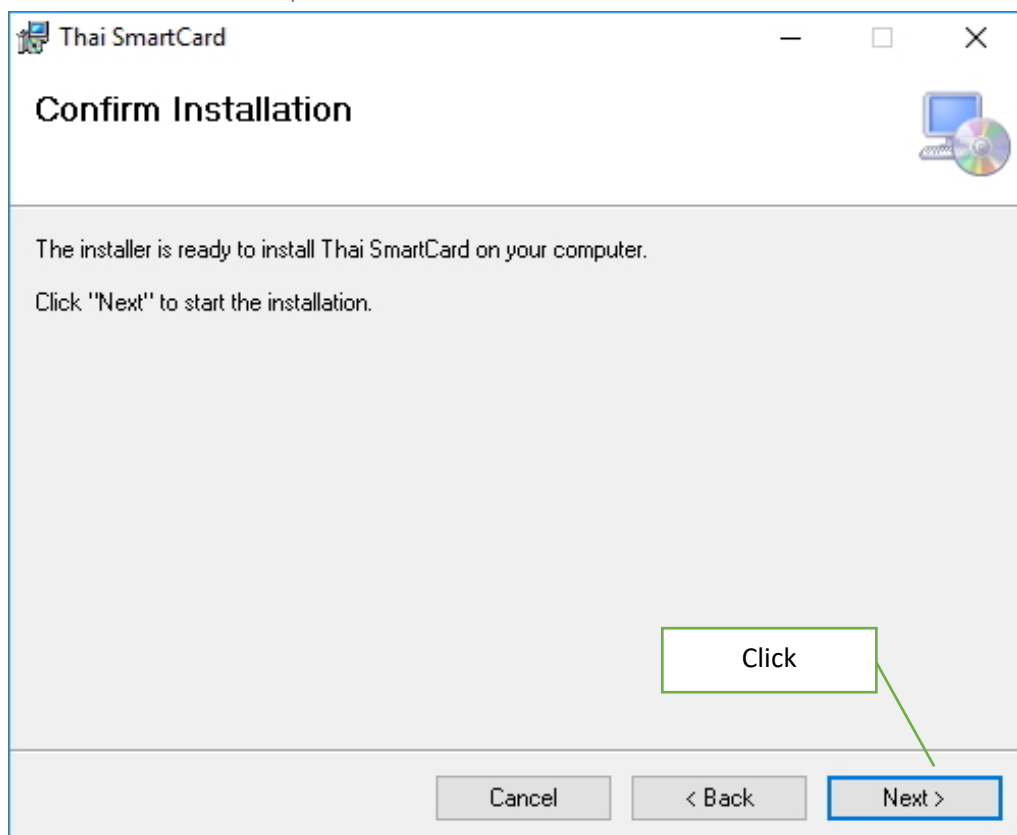 Thai SmartCard
Confirm Installation
The installer is ready to install Thai SmartCard on your computer.
Click "Next" to start the installation.
Click
Cancel
< Back
Next >